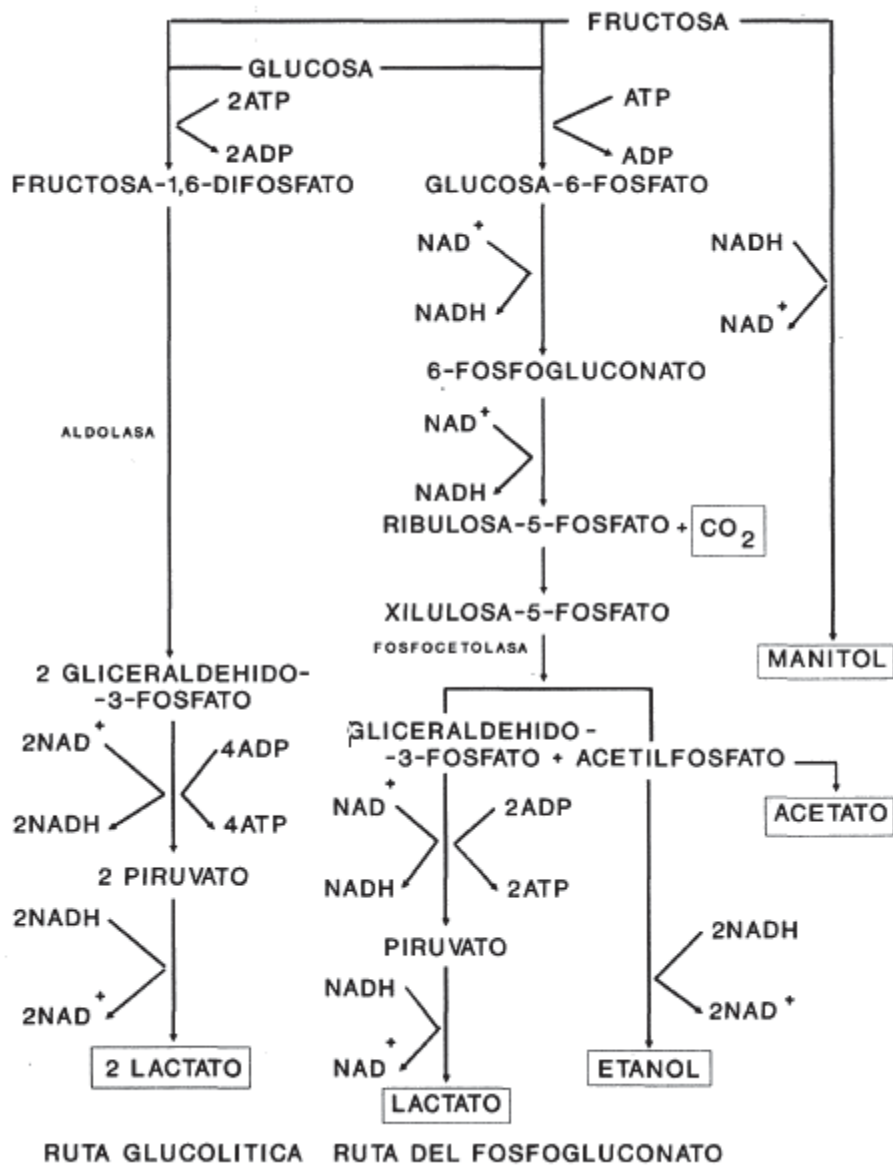 FRUCTOSA
GLUCOSA
2ATP
ATP
2ADP
ADP
FRUCTOSA-1,6-DIFOSFATO
GLUCOSA-6-FOSFATO
NAD+
NADH
NADH
NAD+
6-FOSFOGLUCONATO
NAD+
ALDOLASA
NADH
RIBULOSA-5-FOSFATO + CO2
XILULOSA-5-FOSFATO
FOSFOCETOLASA
MANITOL
2 GLICERALDEHIDO-
-3-FOSFATO
GLICERALDEHIDO-
-3-FOSFATO + ACETILFOSFATO
2NAD+
4ADP
2NADH
4ATP
NAD+
2ADP
ACETATO
NADH
2ATP
2 PIRUVATO
2NADH
2NAD+
PIRUVATO
2NADH
NADH
2NAD+
NAD+
2 LACTATO
ETANOL
LACTATO
RUTA GLUCOLITICA
RUTA DEL FOSFOGLUCONATO